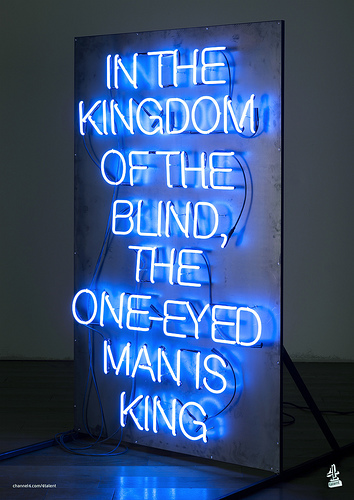 IN THE
KINGDOM
OF THE
BLIND,
THE
ONE-EYED
MAN IS
KING
channel4.com/4talent
4